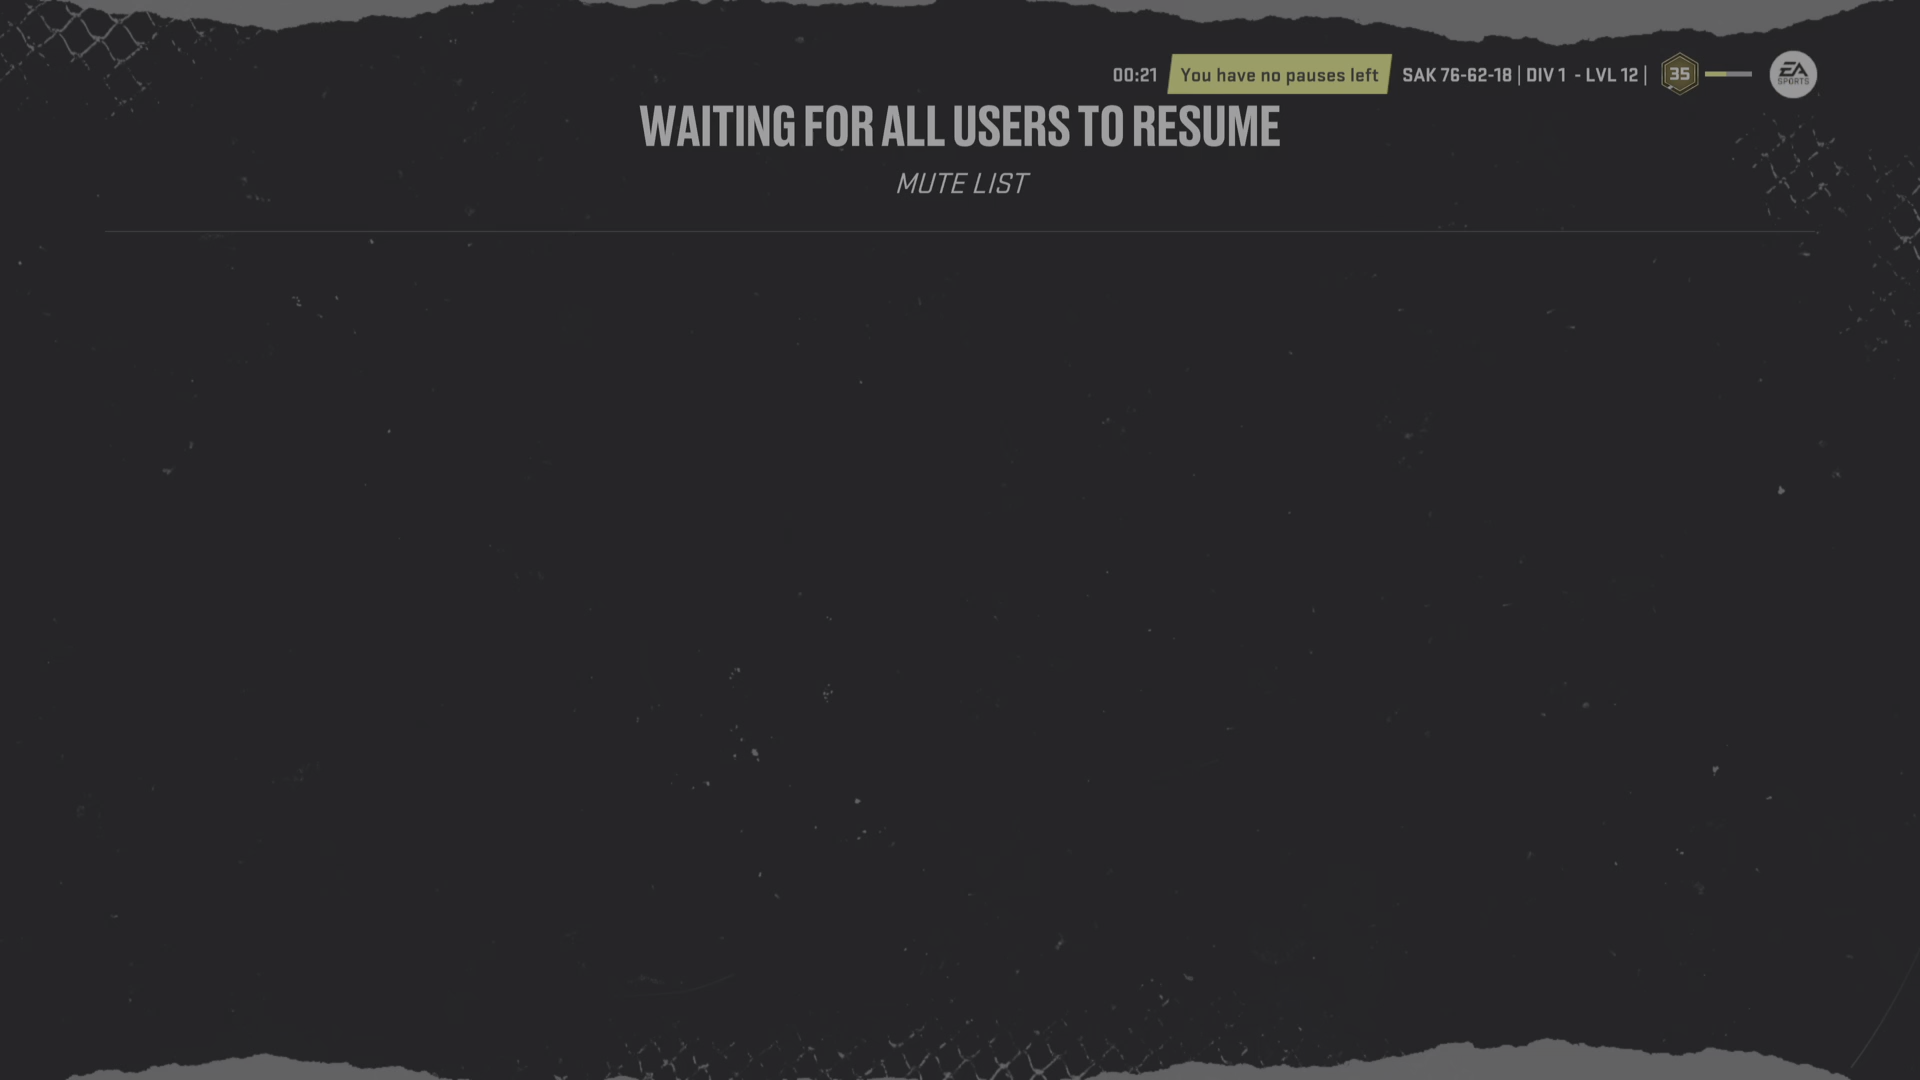 00:21 You have no pauses left SAK 76-62-18 | DIV 1 - LVL 12 | 35 EA SPORTS
WAITING FOR ALL USERS TO RESUME
MUTE LIST